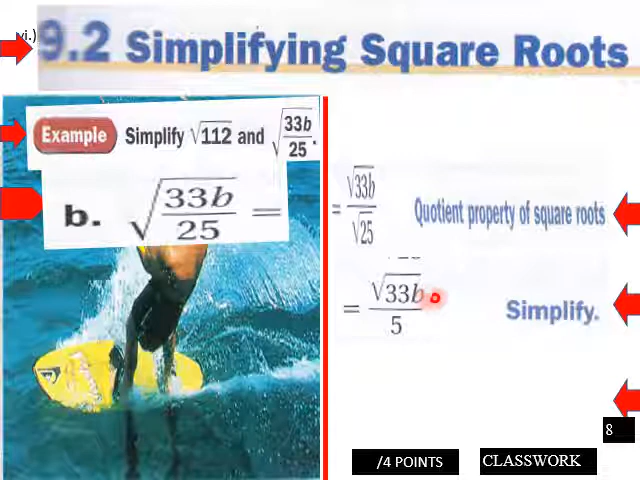 vi.)
9.2 Simplifying Square Roots
Example Simplify √112 and √(33b/25).
b. √(33b/25) =
= √33b/√25 Quotient property of square roots
= √33b/5 Simplify.
8
/4 POINTS CLASSWORK